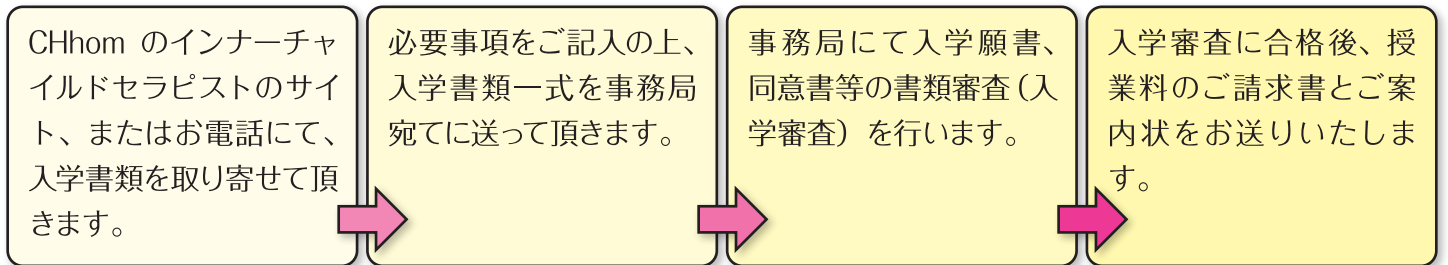 CHhom のインナーチャ
イルドセラピストのサイ
ト、またはお電話にて、
入学書類を取り寄せて頂
きます。
必要事項をご記入の上、
入学書類一式を事務局
宛てに送って頂きます。
事務局にて入学願書、
同意書等の書類審査（入
学審査）を行います。
入学審査に合格後、授
業料のご請求書とご案
内状をお送りいたしま
す。